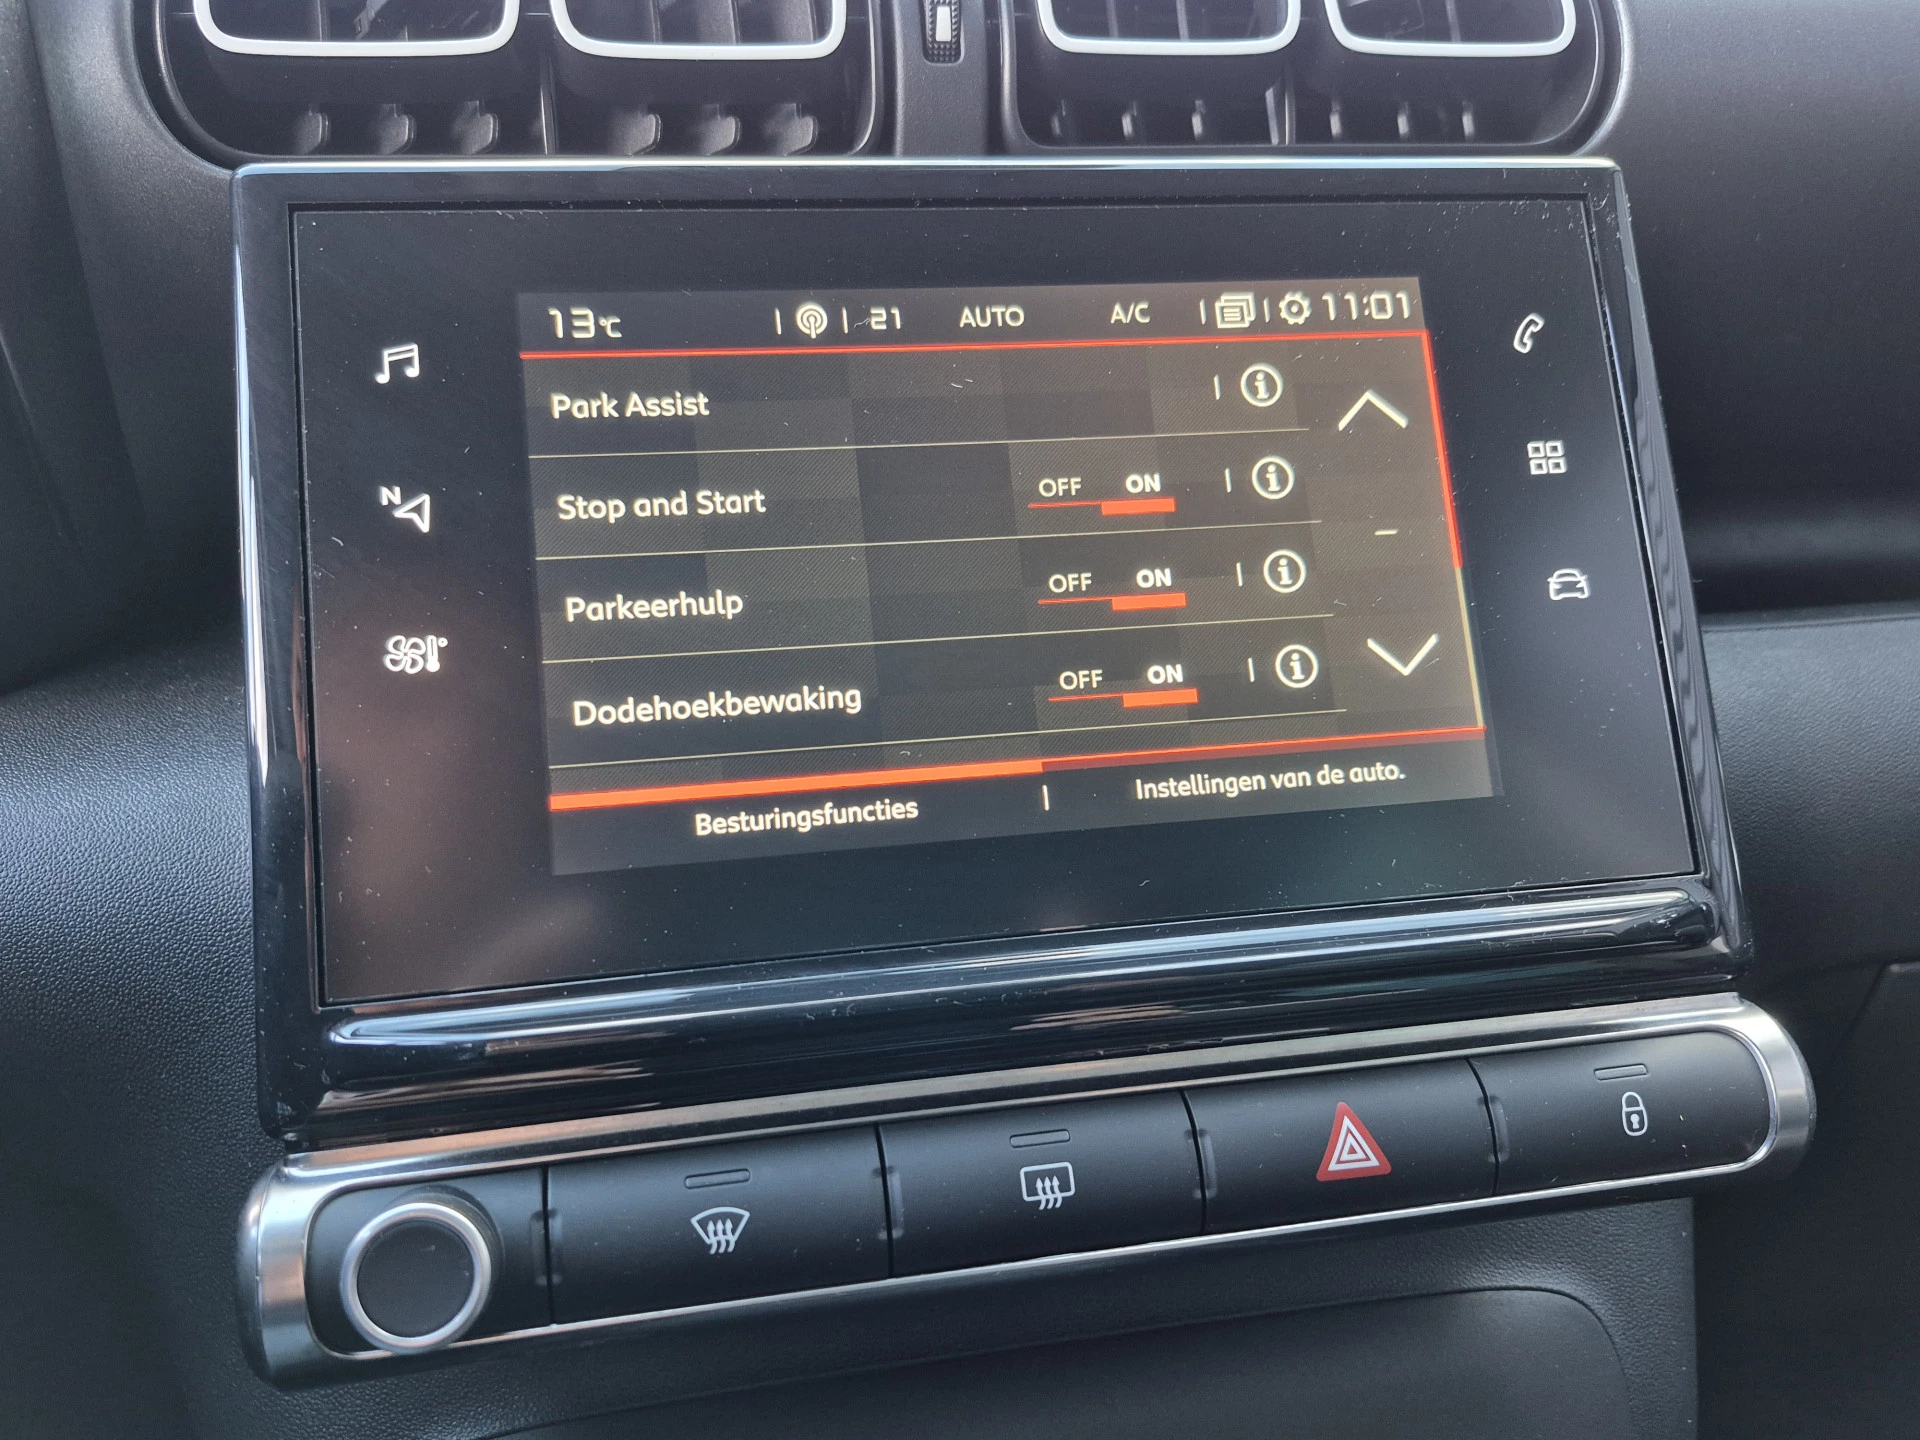 13°C 21 AUTO A/C 11:01
Park Assist
Stop and Start OFF ON
Parkeerhulp OFF ON
Dodehoekbewaking OFF ON
Besturingsfuncties Instellingen van de auto.
N